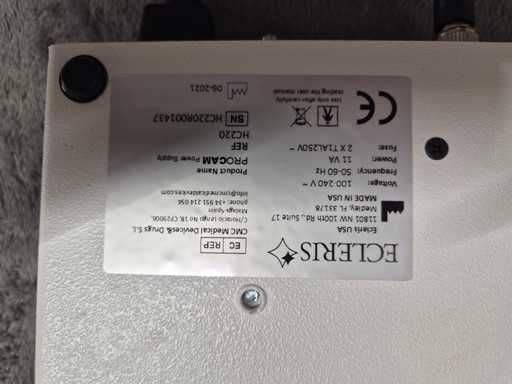 ECLERIS
Ecleris USA
11801 NW 100th Rd., Suite 17
Medley, FL 33178
MADE IN USA
Voltage: 100-240V ~
Frequency: 50-60 Hz
Power: 11 VA
Fuse: 2 X T1AL250V ~
CE
Use only after carefully
reading the user manual
EC REP
CMC Medical Devices& Drugs S.L
C/Horacio Lengo No 18, CP 29006,
Malaga-Spain
phone: +34 951 214 054
info@cmcmedicaldevices.com
Product Name
PROCAM Power Supply
REF
HC220
SN HC220R001437
06-2021